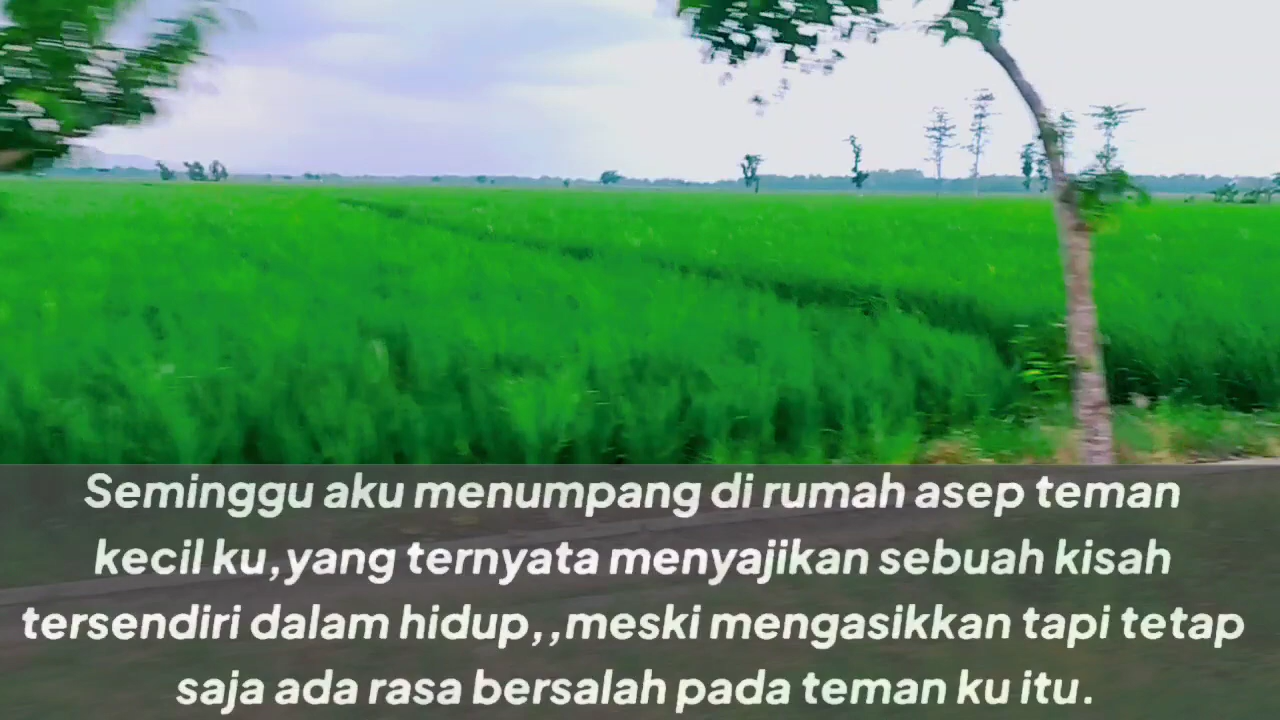 Seminggu aku menumpang di rumah asep teman
kecil ku,yang ternyata menyajikan sebuah kisah
tersendiri dalam hidup,,meski mengasikkan tapi tetap
saja ada rasa bersalah pada teman ku itu.